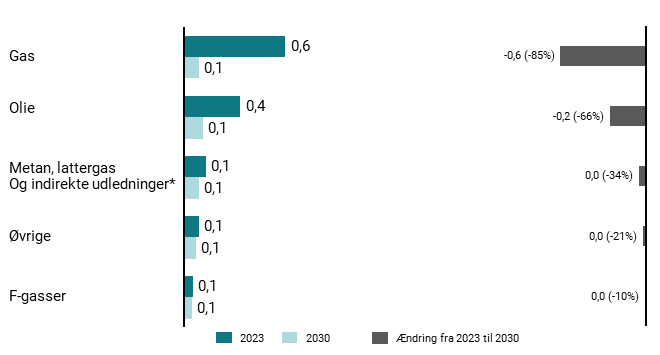 Gas
0,6
0,1
-0,6 (-85%)
Olie
0,4
0,1
-0,2 (-66%)
Metan, lattergas
Og indirekte udledninger*
0,1
0,1
0,0 (-34%)
Øvrige
0,1
0,1
0,0 (-21%)
F-gasser
0,1
0,1
0,0 (-10%)
2023
2030
Ændring fra 2023 til 2030